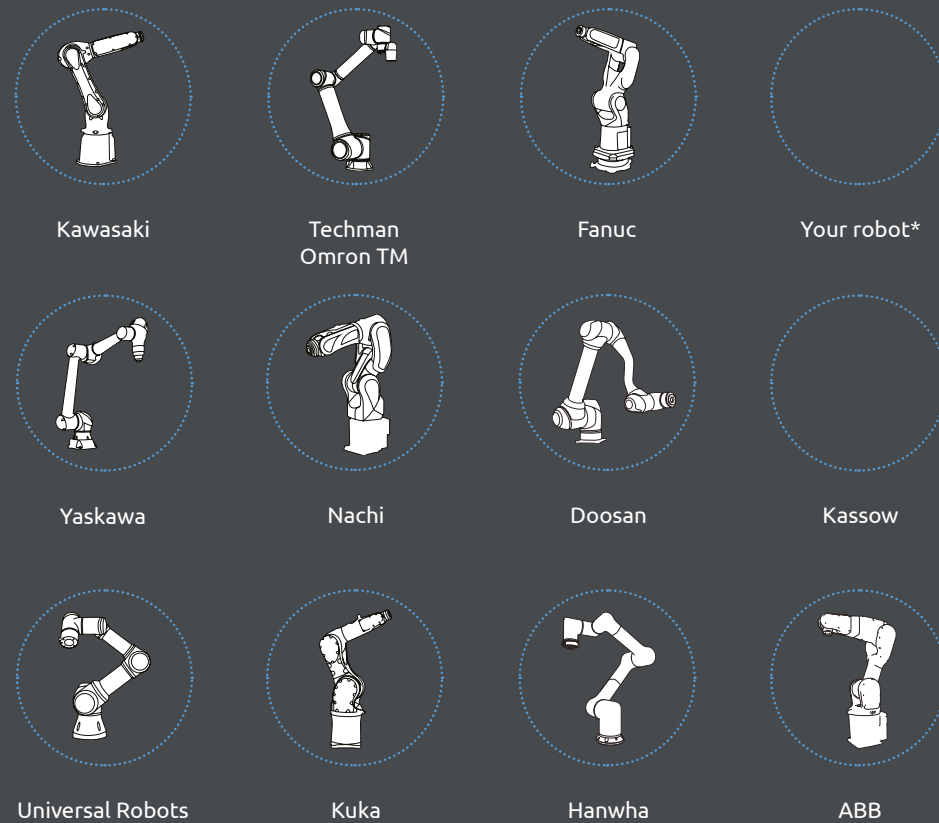 Kawasaki
Techman
Omron TM
Fanuc
Your robot*
Yaskawa
Nachi
Doosan
Kassow
Universal Robots
Kuka
Hanwha
ABB